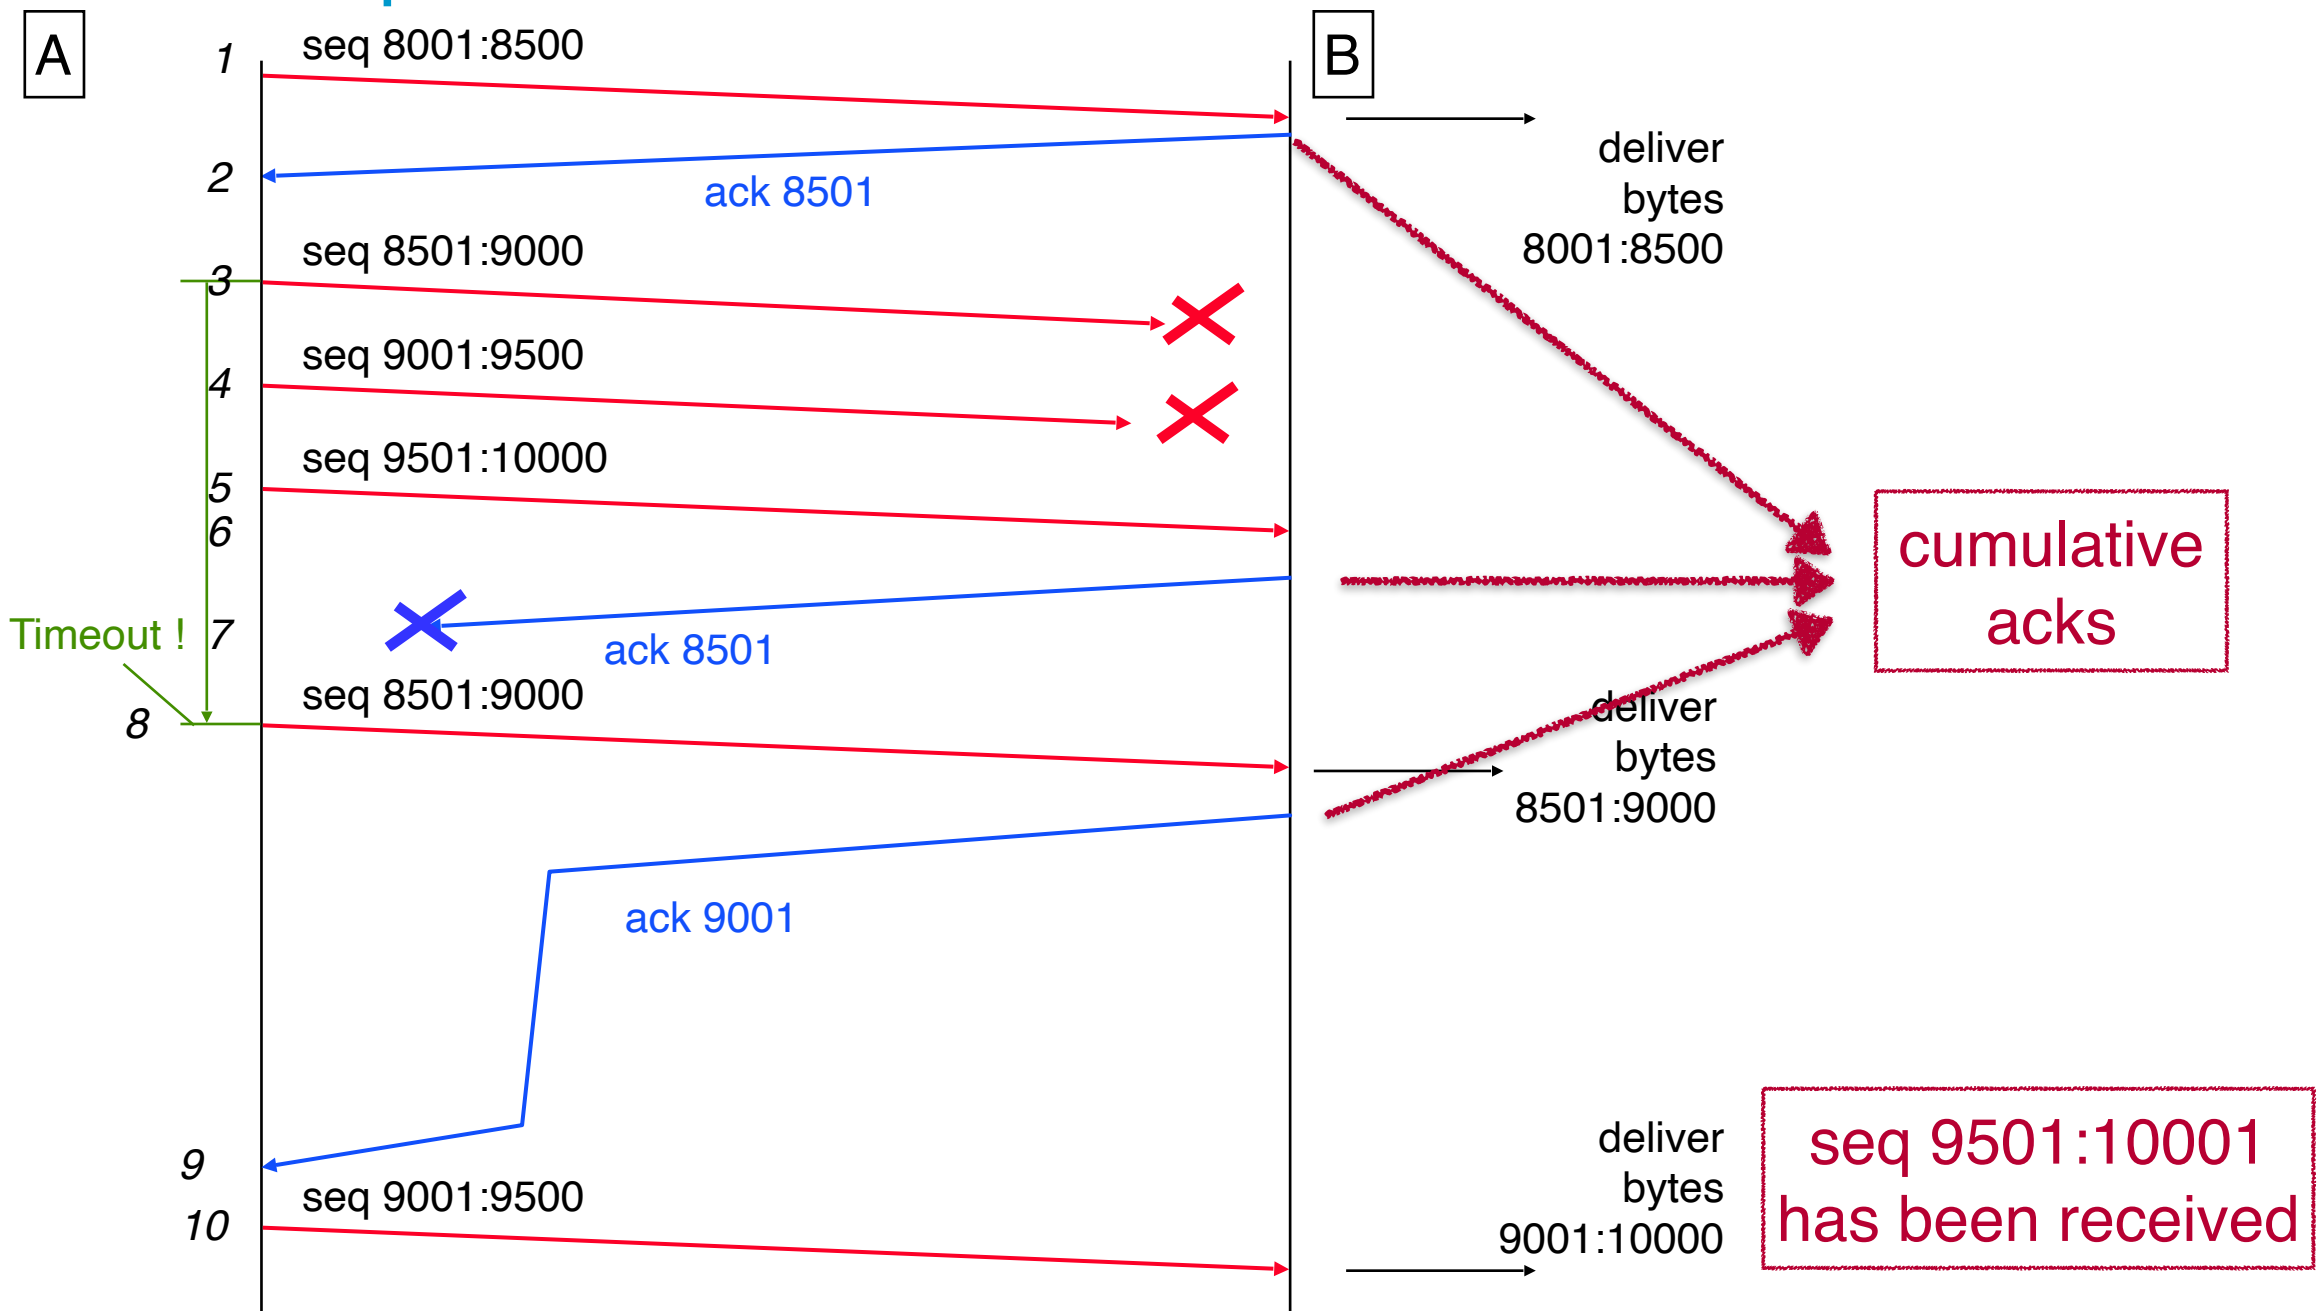 A
B
1
seq 8001:8500
deliver
bytes
8001:8500
2
ack 8501
seq 8501:9000
3
seq 9001:9500
4
seq 9501:10000
5
6
cumulative
acks
Timeout !
7
ack 8501
seq 8501:9000
8
deliver
bytes
8501:9000
ack 9001
9
seq 9001:9500
10
deliver
bytes
9001:10000
seq 9501:10001
has been received